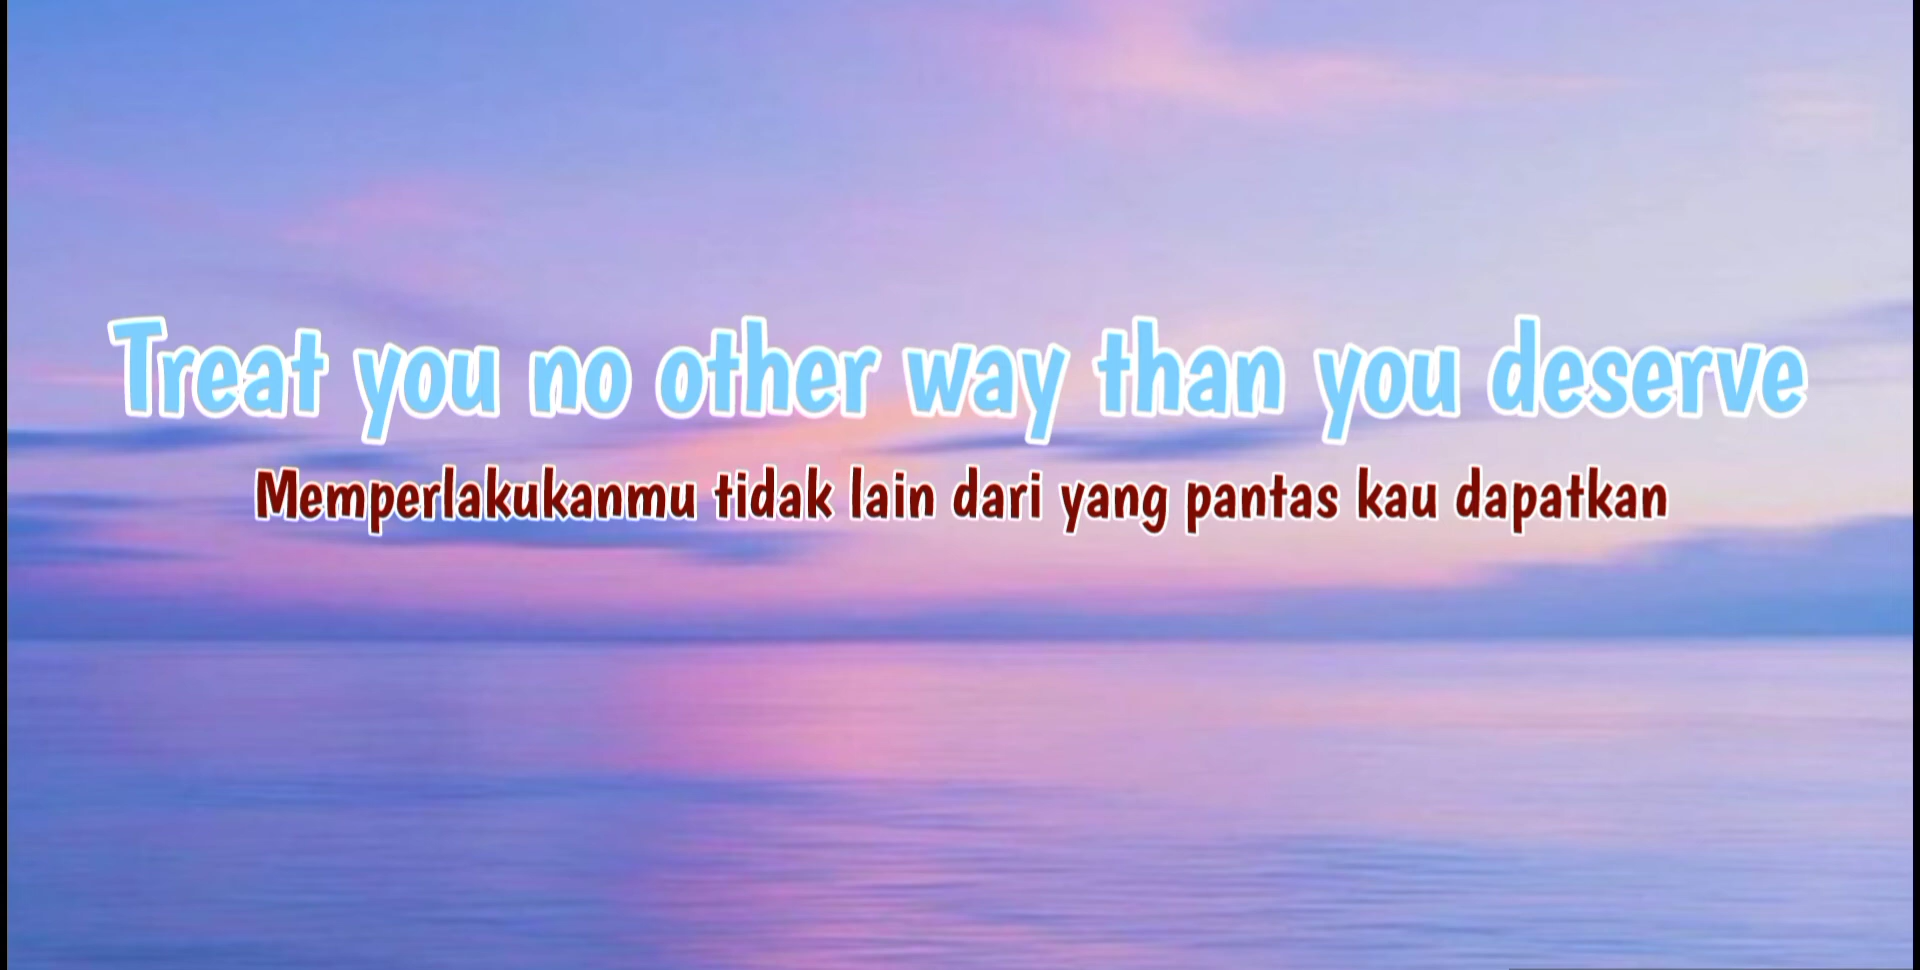 Treat you no other way than you deserve
Memperlakukanmu tidak lain dari yang pantas kau dapatkan